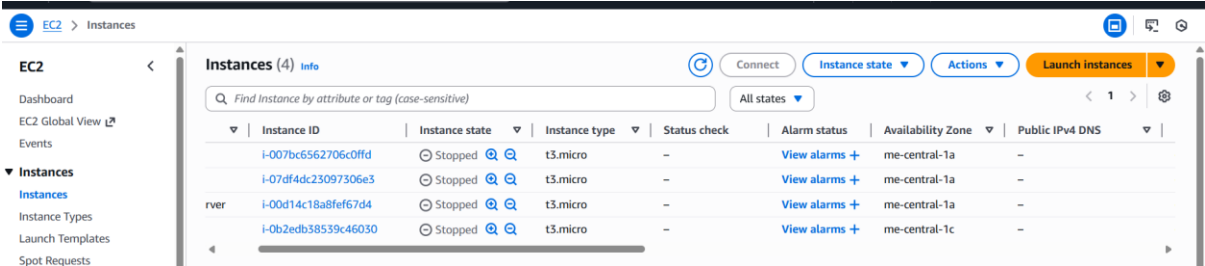 EC2 > Instances
EC2
Dashboard
EC2 Global View
Events
Instances
Instances
Instance Types
Launch Templates
Spot Requests
Instances (4) Info
Connect
Instance state
Actions
Launch instances
Find Instance by attribute or tag (case-sensitive)
All states
1
Instance ID Instance state Instance type Status check Alarm status Availability Zone Public IPv4 DNS
i-007bc6562706c0ffd Stopped t3.micro – View alarms + me-central-1a –
i-07df4dc23097306e3 Stopped t3.micro – View alarms + me-central-1a –
rver i-00d14c18a8fef67d4 Stopped t3.micro – View alarms + me-central-1a –
i-0b2edb38539c46030 Stopped t3.micro – View alarms + me-central-1c –